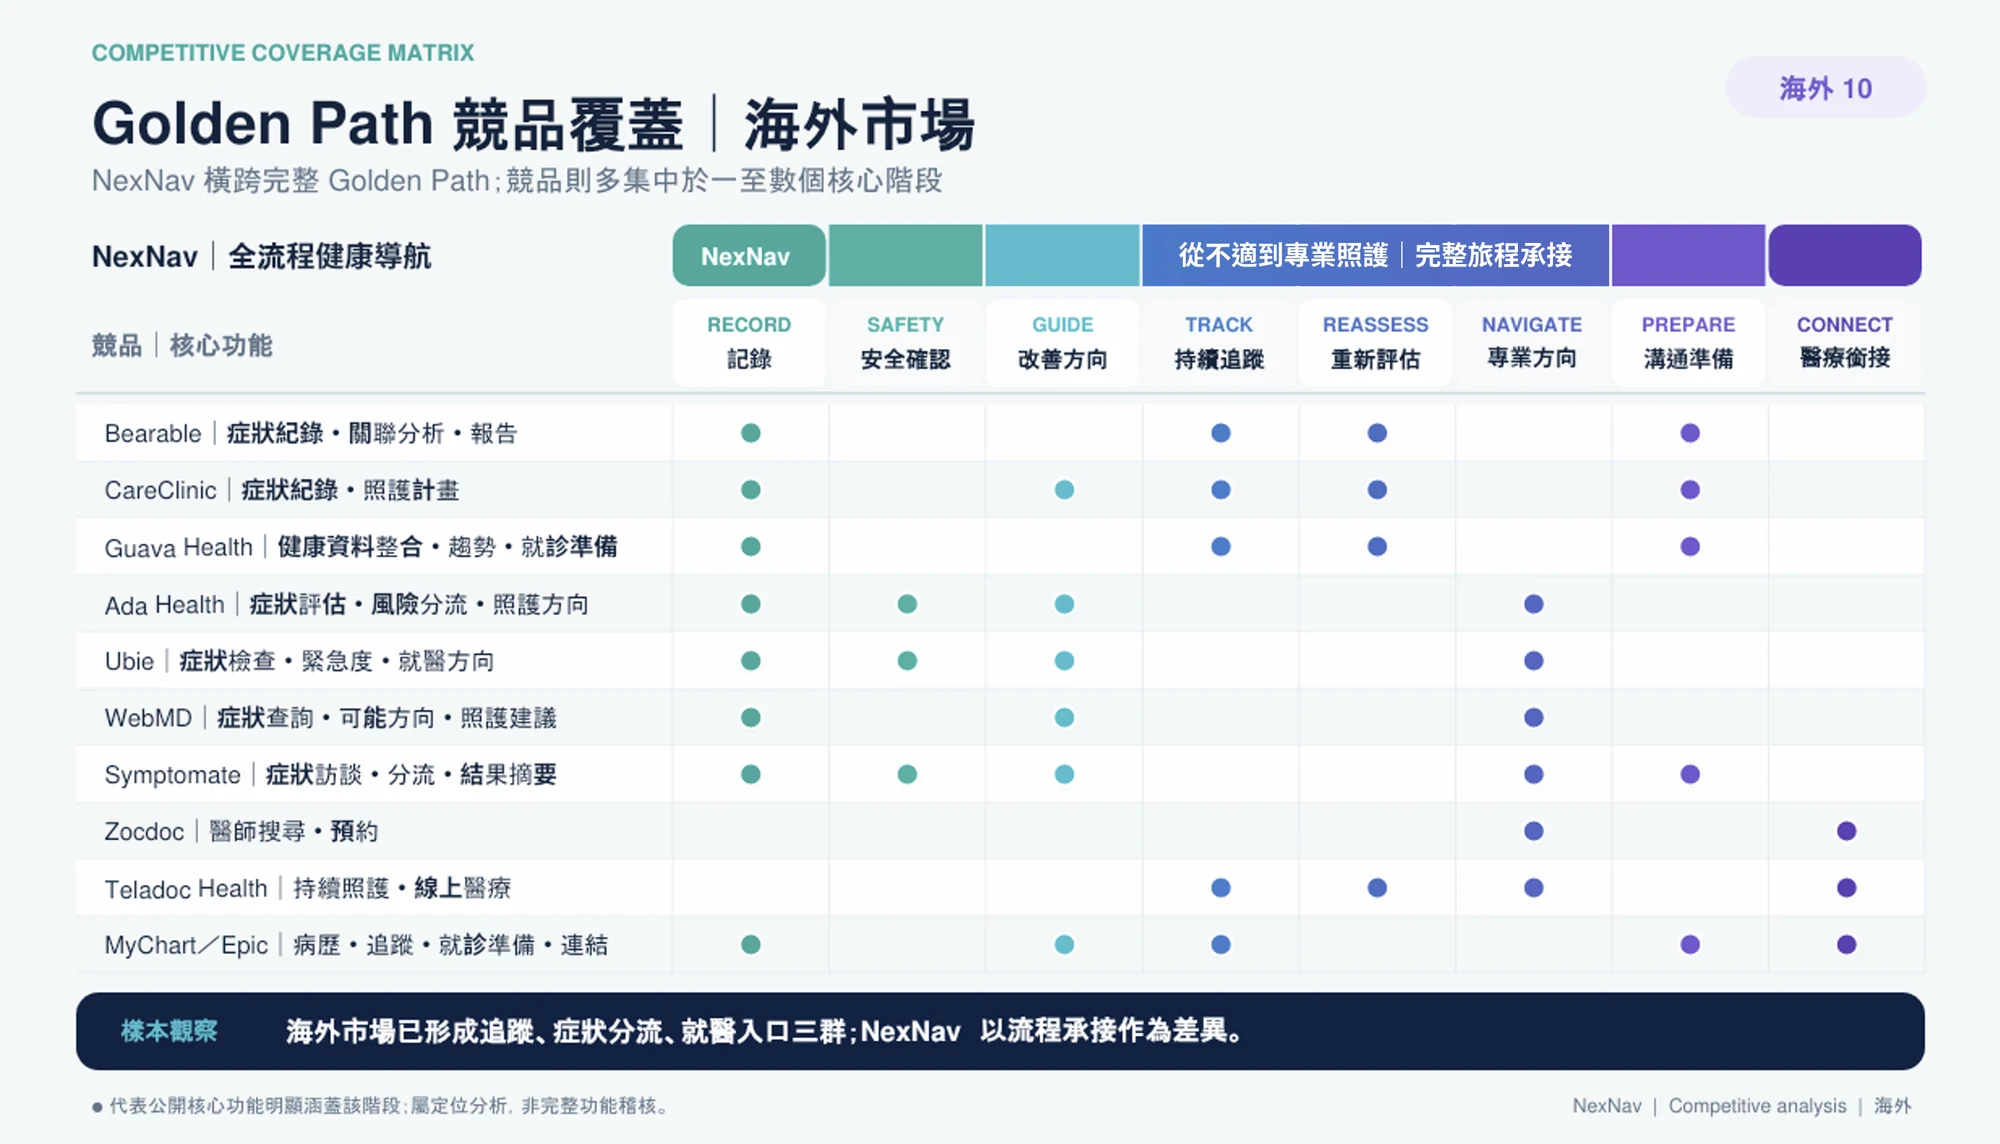 COMPETITIVE COVERAGE MATRIX
海外 10
Golden Path 競品覆蓋｜海外市場
NexNav 橫跨完整 Golden Path；競品則多集中於一至數個核心階段
NexNav｜全流程健康導航
NexNav
從不適到專業照護｜完整旅程承接
競品｜核心功能
RECORD
記錄
SAFETY
安全確認
GUIDE
改善方向
TRACK
持續追蹤
REASSESS
重新評估
NAVIGATE
專業方向
PREPARE
溝通準備
CONNECT
醫療銜接
Bearable｜症狀紀錄・關聯分析・報告
CareClinic｜症狀紀錄・照護計畫
Guava Health｜健康資料整合・趨勢・就診準備
Ada Health｜症狀評估・風險分流・照護方向
Ubie｜症狀檢查・緊急度・就醫方向
WebMD｜症狀查詢・可能方向・照護建議
Symptomate｜症狀訪談・分流・結果摘要
Zocdoc｜醫師搜尋・預約
Teladoc Health｜持續照護・線上醫療
MyChart／Epic｜病歷・追蹤・就診準備・連結
樣本觀察 海外市場已形成追蹤、症狀分流、就醫入口三群；NexNav 以流程承接作為差異。
● 代表公開核心功能明顯涵蓋該階段；屬定位分析，非完整功能稽核。
NexNav | Competitive analysis | 海外